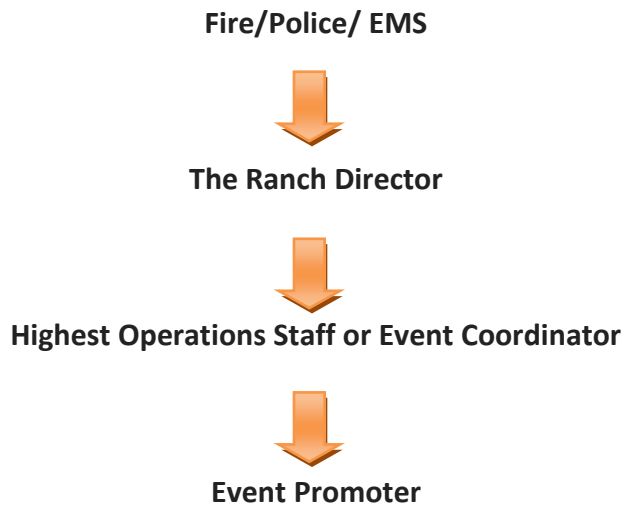 Fire/Police/ EMS
The Ranch Director
Highest Operations Staff or Event Coordinator
Event Promoter